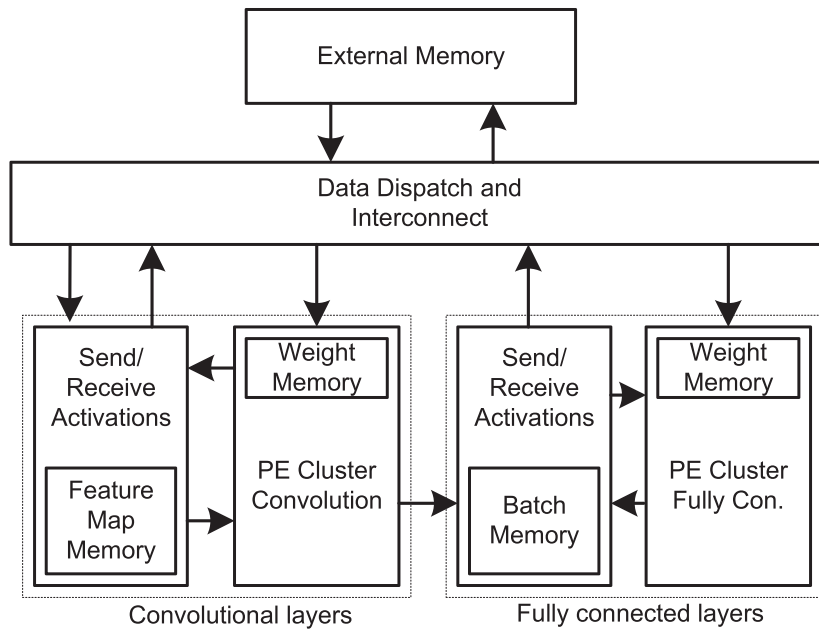 External Memory
Data Dispatch and
Interconnect
Send/
Receive
Activations
Feature
Map
Memory
Weight
Memory
PE Cluster
Convolution
Send/
Receive
Activations
Batch
Memory
Weight
Memory
PE Cluster
Fully Con.
Convolutional layers
Fully connected layers